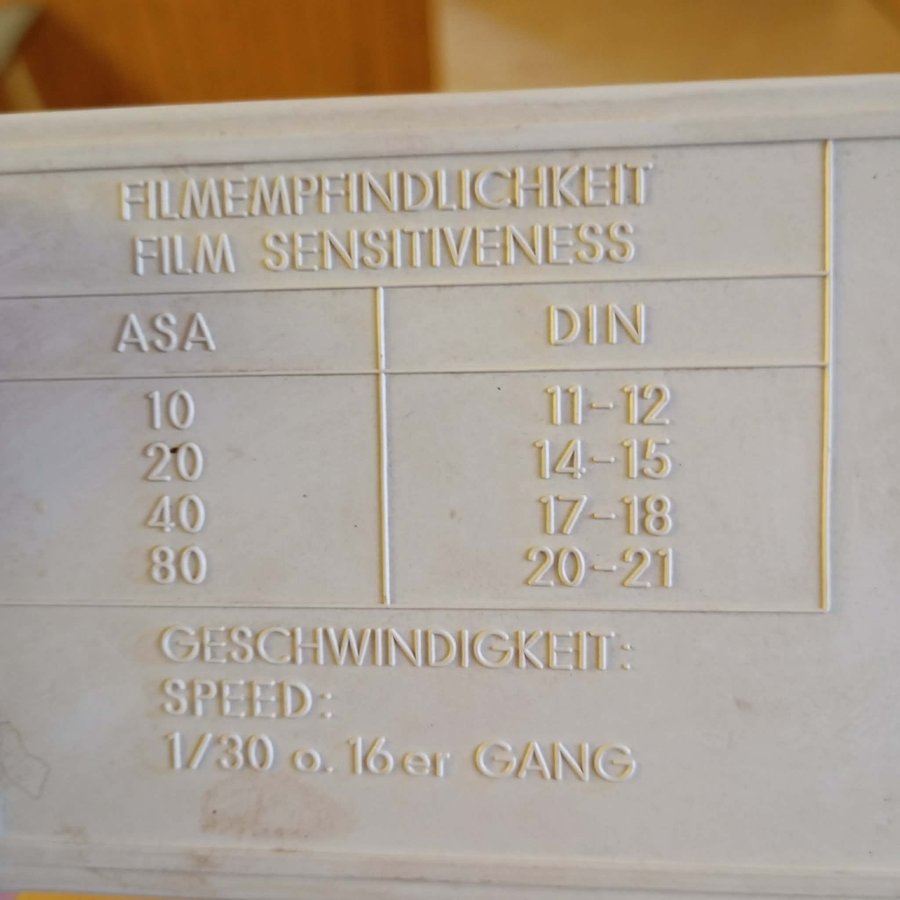 FILMEMPFINDLICHKEIT
FILM SENSITIVENESS
ASA DIN
10 11-12
20 14-15
40 17-18
80 20-21
GESCHWINDIGKEIT:
SPEED:
1/30 o. 16er GANG